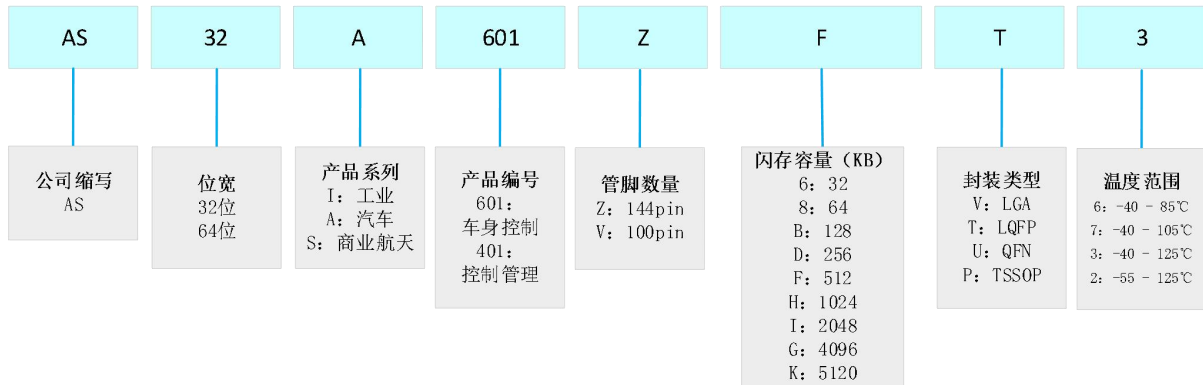 AS
32
A
601
Z
F
T
3
公司缩写
AS
位宽
32位
64位
产品系列
I：工业
A：汽车
S：商业航天
产品编号
601：
车身控制
401：
控制管理
管脚数量
Z：144pin
V：100pin
闪存容量（KB）
6：32
8：64
B：128
D：256
F：512
H：1024
I：2048
G：4096
K：5120
封装类型
V：LGA
T：LQFP
U：QFN
P：TSSOP
温度范围
6：-40 - 85℃
7：-40 - 105℃
3：-40 - 125℃
2：-55 - 125℃